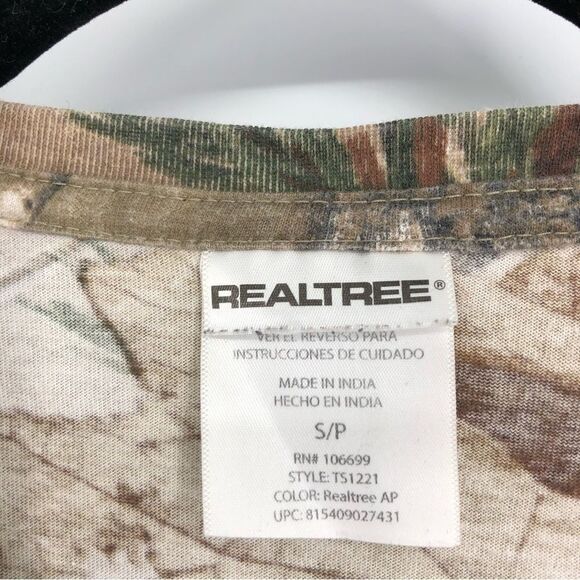 REALTREE®
VER EL REVERSO PARA
INSTRUCCIONES DE CUIDADO
MADE IN INDIA
HECHO EN INDIA
S/P
RN# 106699
STYLE: TS1221
COLOR: Realtree AP
UPC: 815409027431